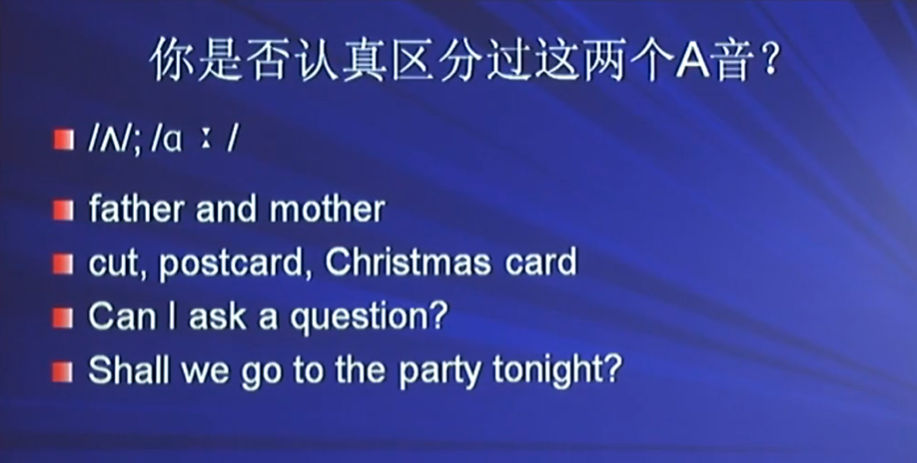 你是否认真区分过这两个A音？
/Λ/; /ɑ ː /
father and mother
cut, postcard, Christmas card
Can I ask a question?
Shall we go to the party tonight?